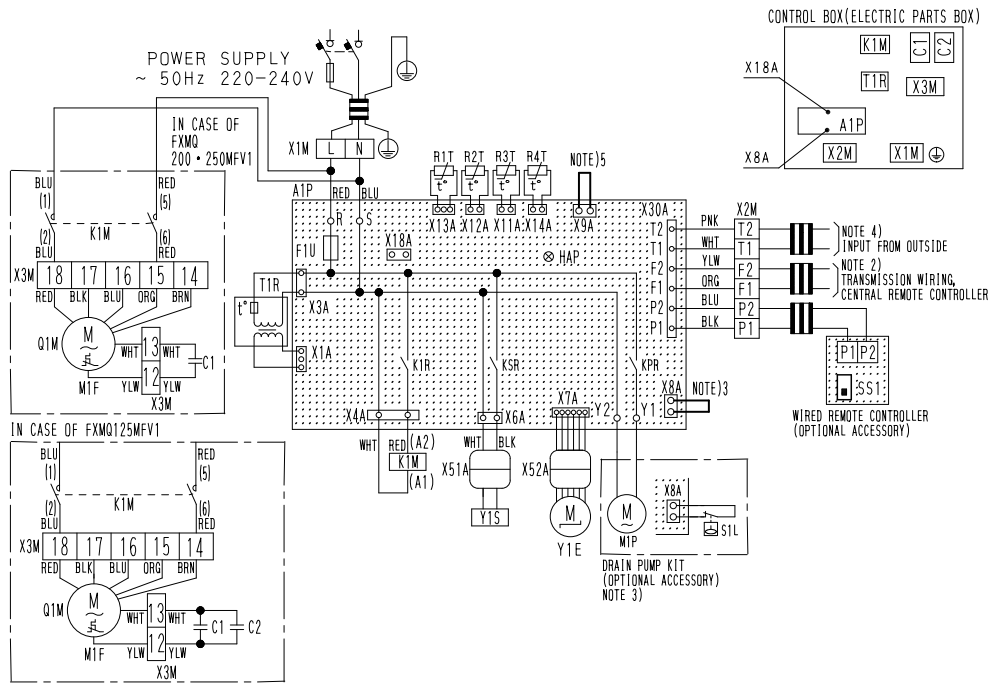 CONTROL BOX(ELECTRIC PARTS BOX)
K1M
C1
C2
X18A
T1R
X3M
A1P
X8A
X2M
X1M
POWER SUPPLY
~ 50Hz 220-240V
IN CASE OF
FXMQ
200・250MFV1
X1M
L
N
A1P
RED
BLU
R
S
F1U
X18A
R1T
R2T
R3T
R4T
t°
t°
t°
t°
X13A
X12A
X11A
X14A
NOTE)5
X9A
HAP
X30A
X2M
T2
PNK
T2
T1
WHT
T1
F2
YLW
F2
F1
ORG
F1
P2
BLU
P2
P1
BLK
P1
NOTE 4)
INPUT FROM OUTSIDE
NOTE 2)
TRANSMISSION WIRING,
CENTRAL REMOTE CONTROLLER
P1
P2
SS1
WIRED REMOTE CONTROLLER
(OPTIONAL ACCESSORY)
T1R
t°
X3A
X1A
K1R
KSR
KPR
X4A
X6A
X7A
Y2
Y1
X8A
NOTE)3
WHT
RED
(A2)
K1M
(A1)
WHT
BLK
X51A
Y1S
X52A
M
Y1E
M
~
M1P
X8A
S1L
DRAIN PUMP KIT
(OPTIONAL ACCESSORY)
NOTE 3)
BLU
(1)
RED
(5)
K1M
(2)
BLU
(6)
RED
X3M
18
17
16
15
14
RED
BLK
BLU
ORG
BRN
Q1M
M
~
M1F
WHT
13
WHT
C1
YLW
12
YLW
X3M
IN CASE OF FXMQ125MFV1
BLU
(1)
RED
(5)
K1M
(2)
BLU
(6)
RED
X3M
18
17
16
15
14
RED
BLK
BLU
ORG
BRN
Q1M
M
~
M1F
WHT
13
WHT
C1
C2
YLW
12
YLW
X3M